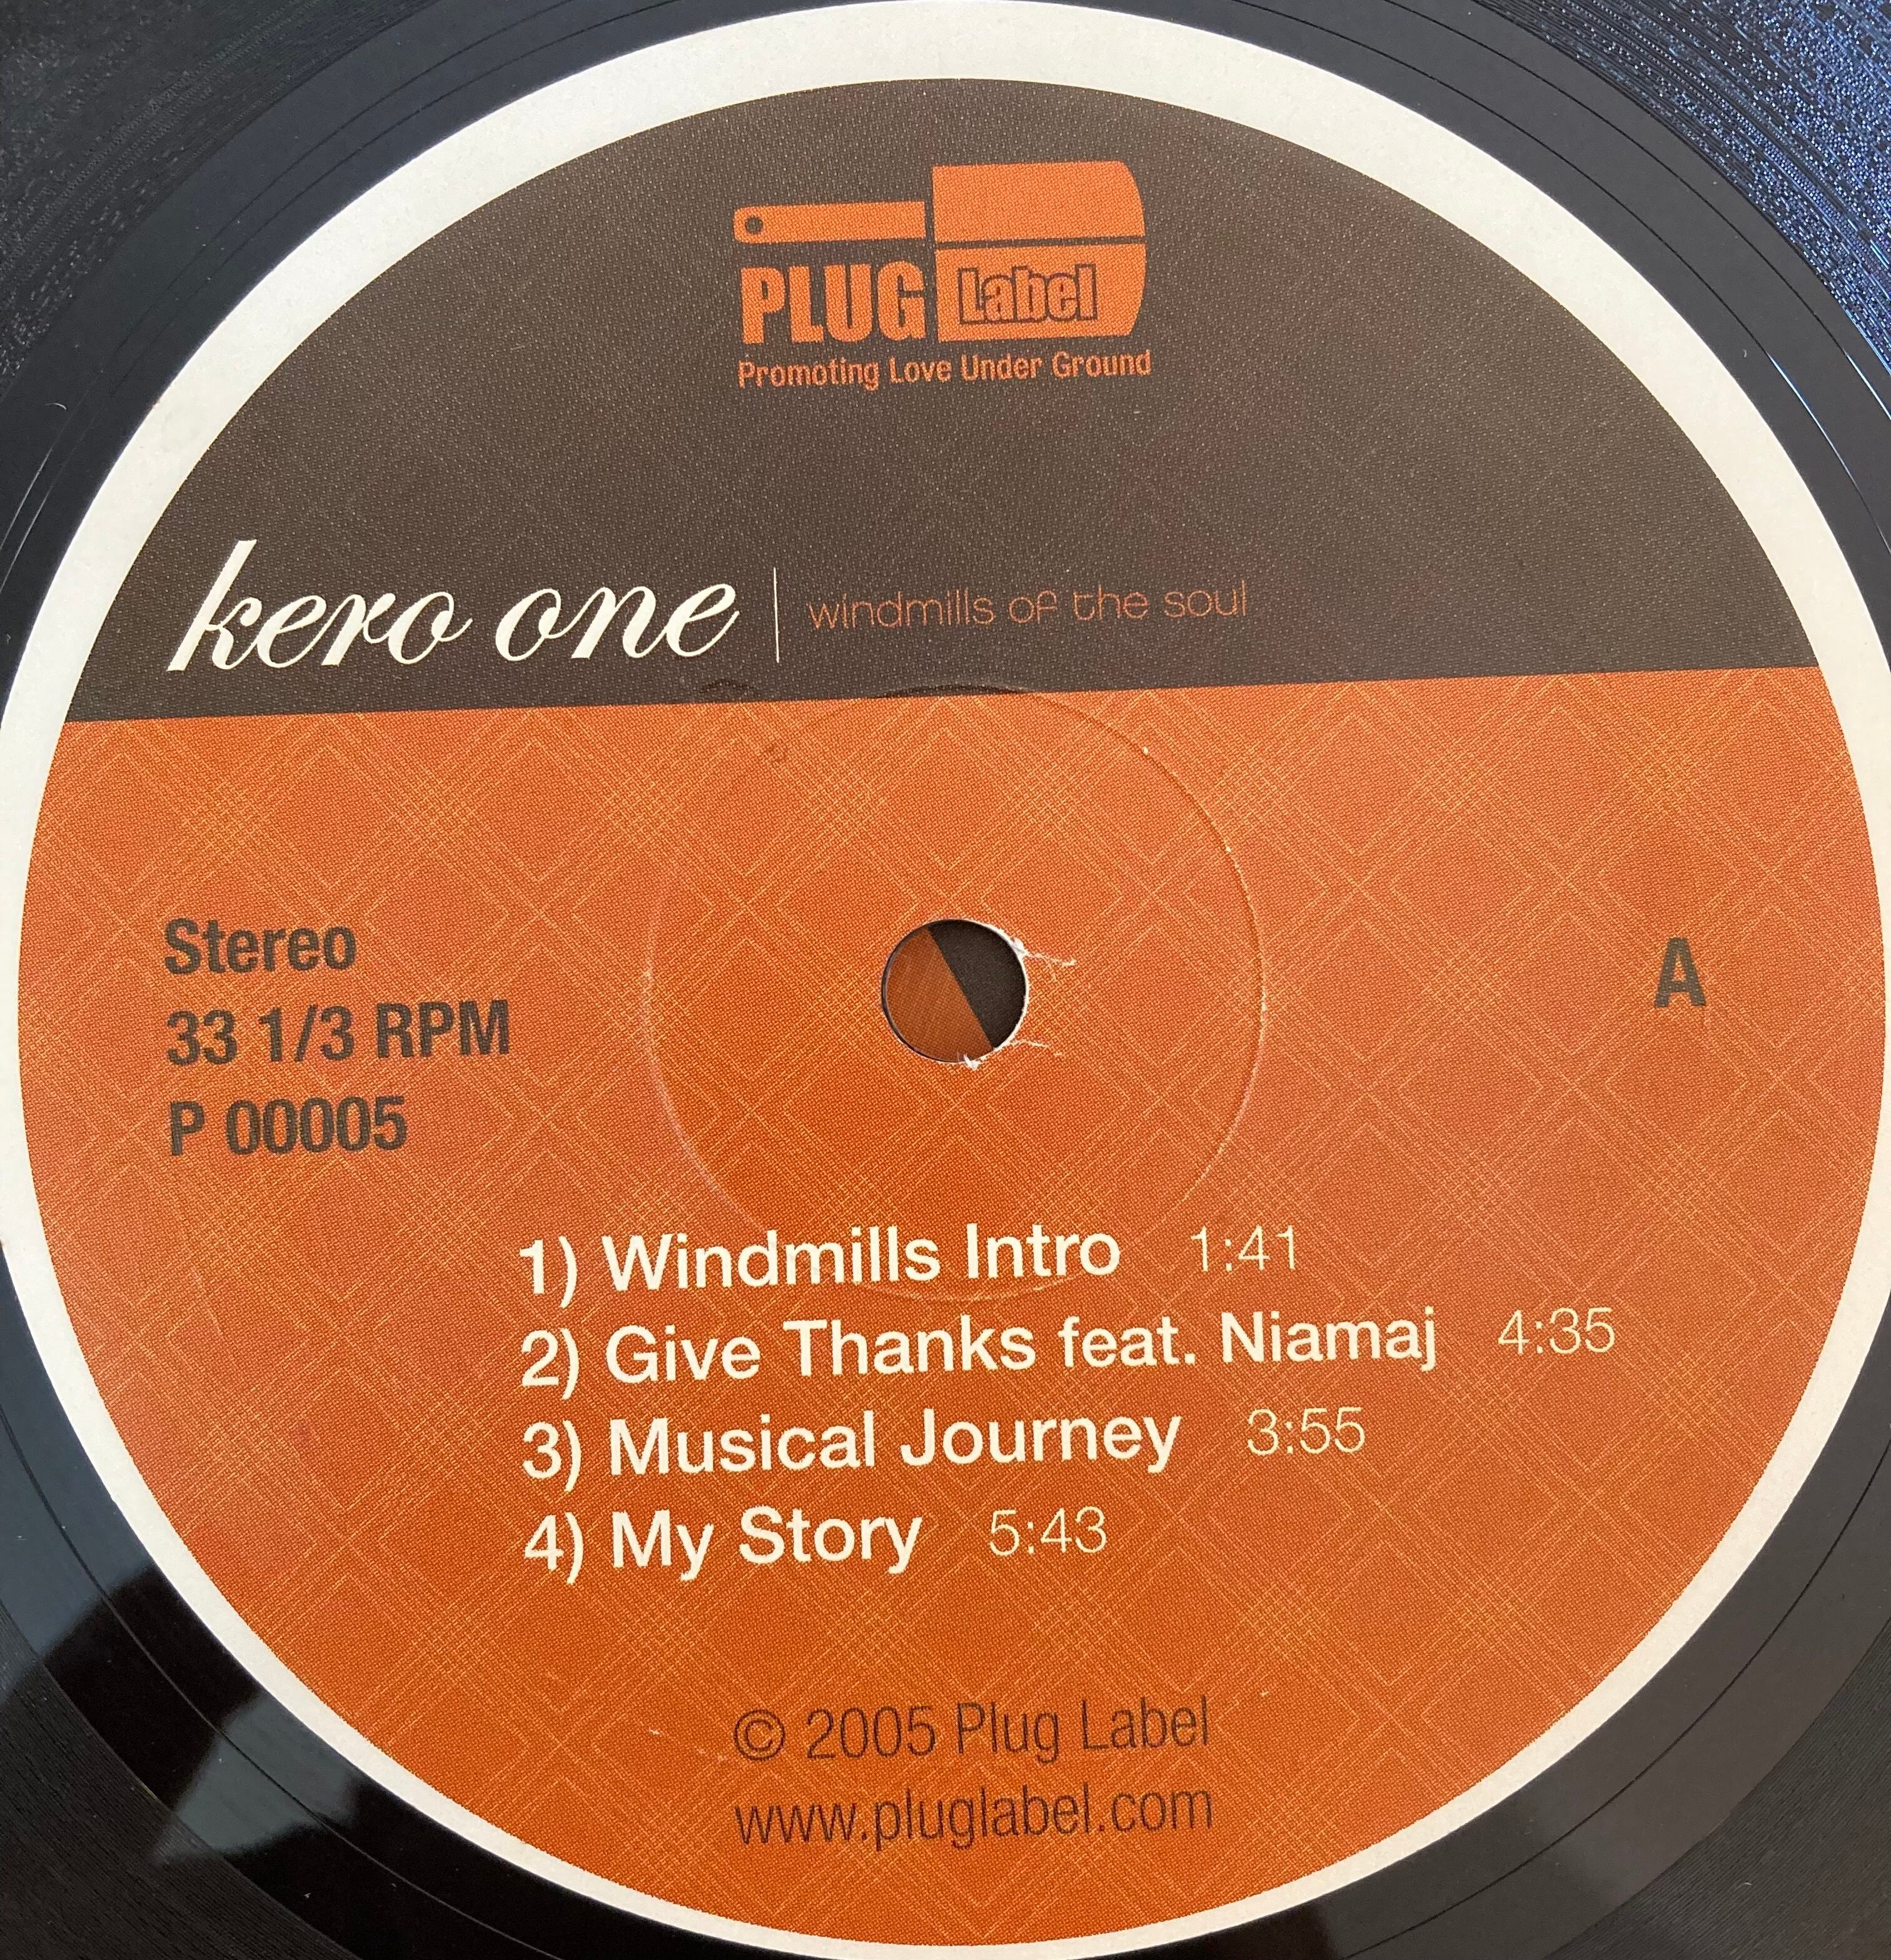 PLUG Label
Promoting Love Under Ground
kero one | windmills of the soul
Stereo
33 1/3 RPM
P 00005
A
1) Windmills Intro 1:41
2) Give Thanks feat. Niamaj 4:35
3) Musical Journey 3:55
4) My Story 5:43
© 2005 Plug Label
www.pluglabel.com